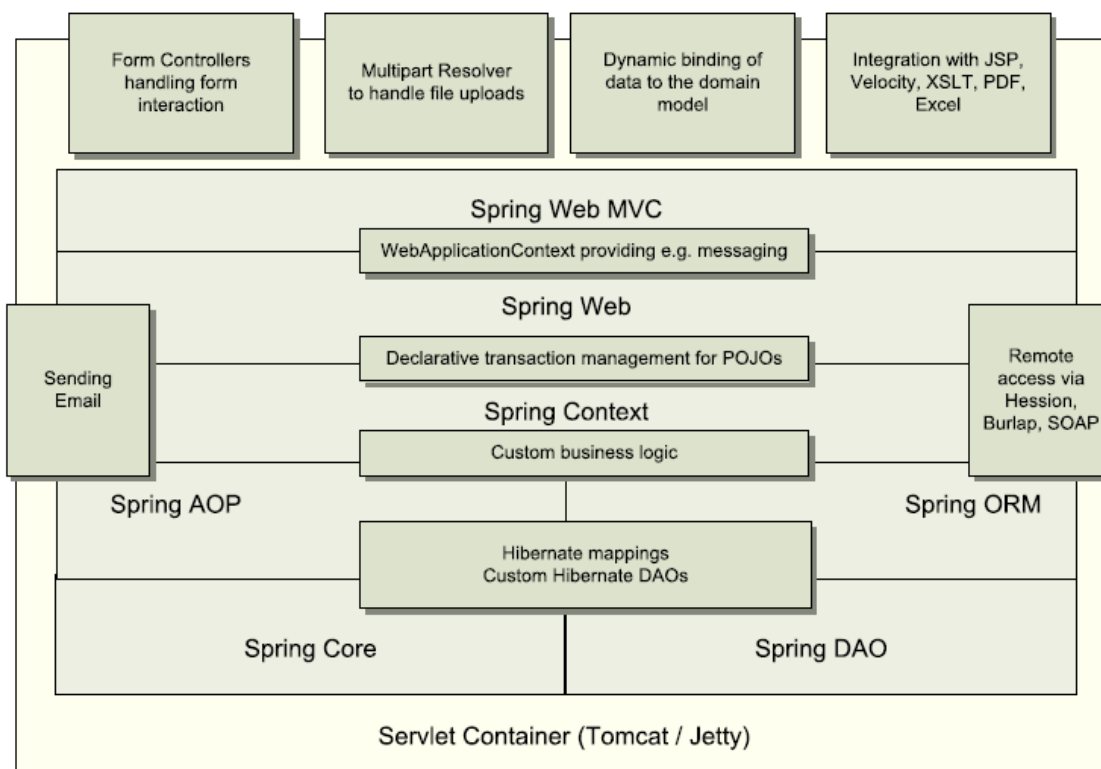 Form Controllers
handling form
interaction
Multipart Resolver
to handle file uploads
Dynamic binding of
data to the domain
model
Integration with JSP,
Velocity, XSLT, PDF,
Excel
Spring Web MVC
WebApplicationContext providing e.g. messaging
Spring Web
Declarative transaction management for POJOs
Sending
Email
Remote
access via
Hession,
Burlap, SOAP
Spring Context
Custom business logic
Spring AOP
Spring ORM
Hibernate mappings
Custom Hibernate DAOs
Spring Core
Spring DAO
Servlet Container (Tomcat / Jetty)